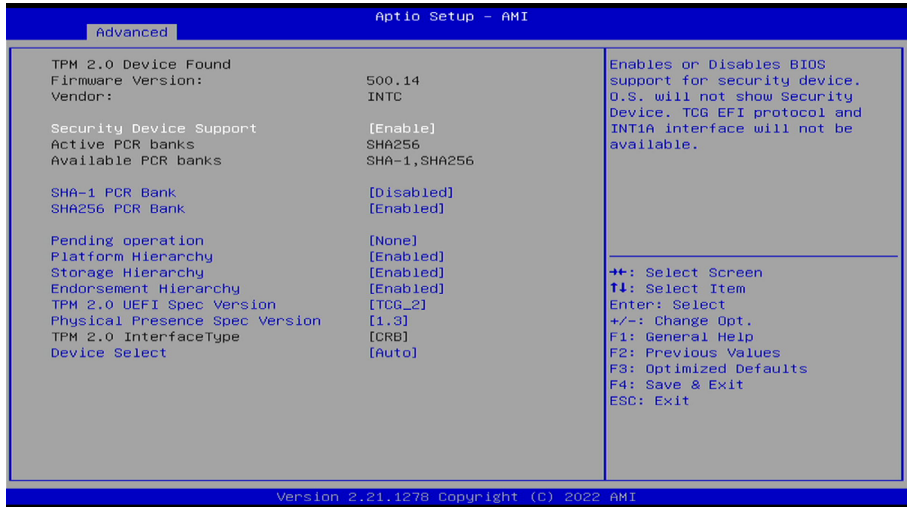 Aptio Setup - AMI
Advanced
TPM 2.0 Device Found
Firmware Version: 500.14
Vendor: INTC
Security Device Support [Enable]
Active PCR banks SHA256
Available PCR banks SHA-1,SHA256
SHA-1 PCR Bank [Disabled]
SHA256 PCR Bank [Enabled]
Pending operation [None]
Platform Hierarchy [Enabled]
Storage Hierarchy [Enabled]
Endorsement Hierarchy [Enabled]
TPM 2.0 UEFI Spec Version [TCG_2]
Physical Presence Spec Version [1.3]
TPM 2.0 InterfaceType [CRB]
Device Select [Auto]
Enables or Disables BIOS
support for security device.
O.S. will not show Security
Device. TCG EFI protocol and
INT1A interface will not be
available.
→←: Select Screen
↑↓: Select Item
Enter: Select
+/-: Change Opt.
F1: General Help
F2: Previous Values
F3: Optimized Defaults
F4: Save & Exit
ESC: Exit
Version 2.21.1278 Copyright (C) 2022 AMI